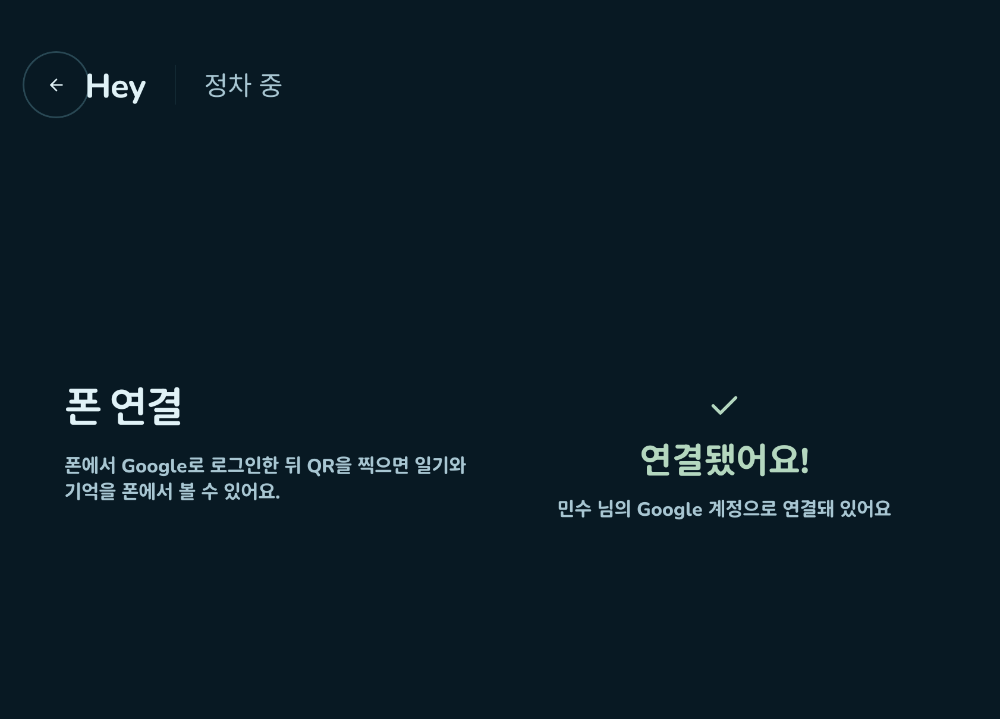 Hey
정차 중
폰 연결
폰에서 Google로 로그인한 뒤 QR을 찍으면 일기와
기억을 폰에서 볼 수 있어요.
연결됐어요!
민수 님의 Google 계정으로 연결돼 있어요